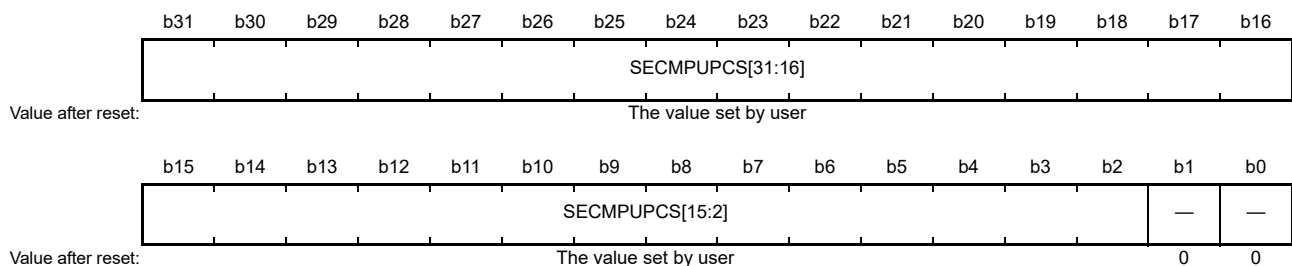 b31 b30 b29 b28 b27 b26 b25 b24 b23 b22 b21 b20 b19 b18 b17 b16
SECMPUPCS[31:16]
Value after reset: The value set by user
b15 b14 b13 b12 b11 b10 b9 b8 b7 b6 b5 b4 b3 b2 b1 b0
SECMPUPCS[15:2] — —
Value after reset: The value set by user 0 0